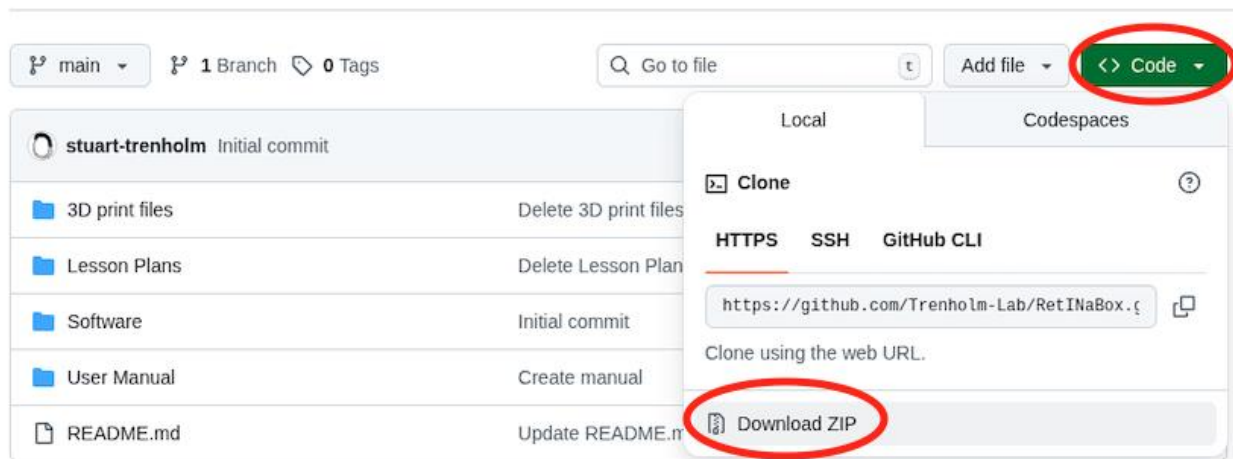 main 1 Branch 0 Tags Go to file t Add file <> Code
Local Codespaces
stuart-trenholm Initial commit
Clone
3D print files Delete 3D print files
HTTPS SSH GitHub CLI
Lesson Plans Delete Lesson Plan
https://github.com/Trenholm-Lab/RetINaBox.g
Software Initial commit
Clone using the web URL.
User Manual Create manual
Download ZIP
README.md Update README.m